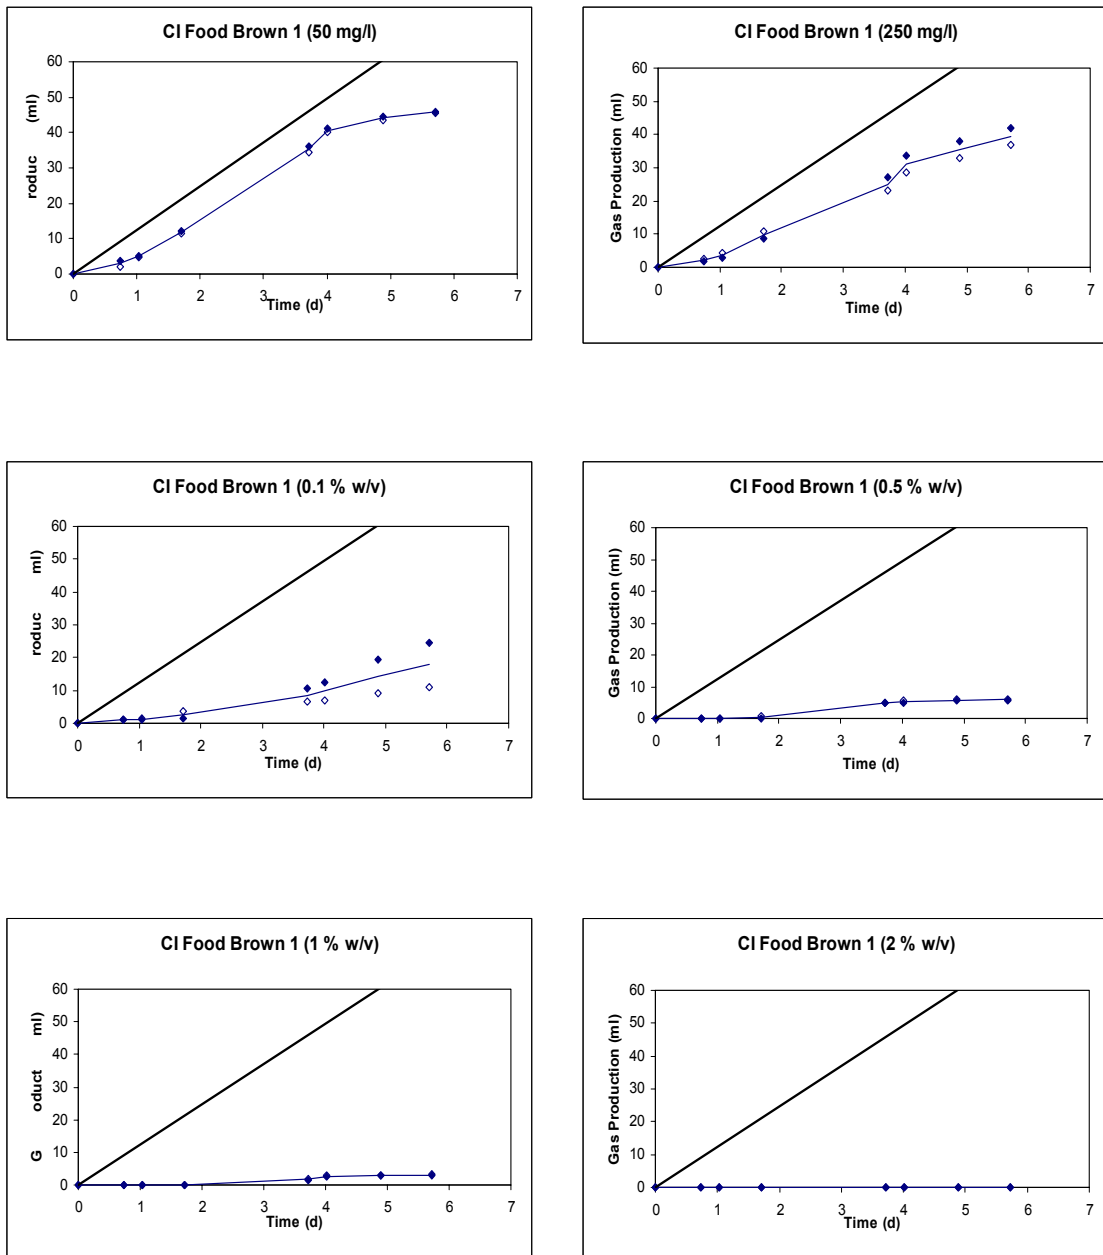 CI Food Brown 1 (50 mg/l)
60
50
40
30
20
10
0
roduc (ml)
0 1 2 3 4 5 6 7
Time (d)
CI Food Brown 1 (250 mg/l)
60
50
40
30
20
10
0
Gas Production (ml)
0 1 2 3 4 5 6 7
Time (d)
CI Food Brown 1 (0.1 % w/v)
60
50
40
30
20
10
0
roduc ml)
0 1 2 3 4 5 6 7
Time (d)
CI Food Brown 1 (0.5 % w/v)
60
50
40
30
20
10
0
Gas Production (ml)
0 1 2 3 4 5 6 7
Time (d)
CI Food Brown 1 (1 % w/v)
60
50
40
30
20
10
0
G oduct ml)
0 1 2 3 4 5 6 7
Time (d)
CI Food Brown 1 (2 % w/v)
60
50
40
30
20
10
0
Gas Production (ml)
0 1 2 3 4 5 6 7
Time (d)